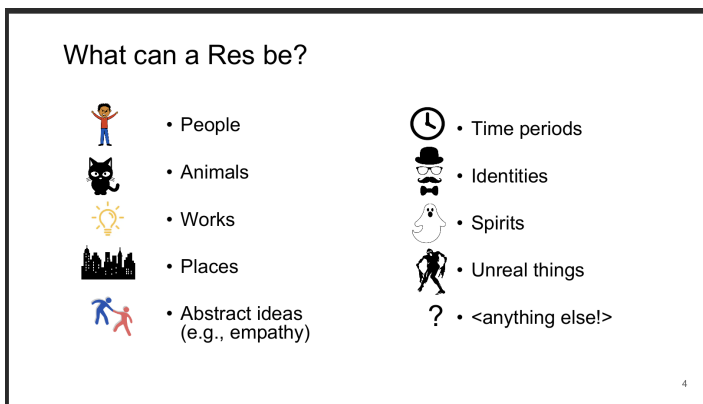 What can a Res be?
• People
• Animals
• Works
• Places
• Abstract ideas
(e.g., empathy)
• Time periods
• Identities
• Spirits
• Unreal things
? • <anything else!>
4